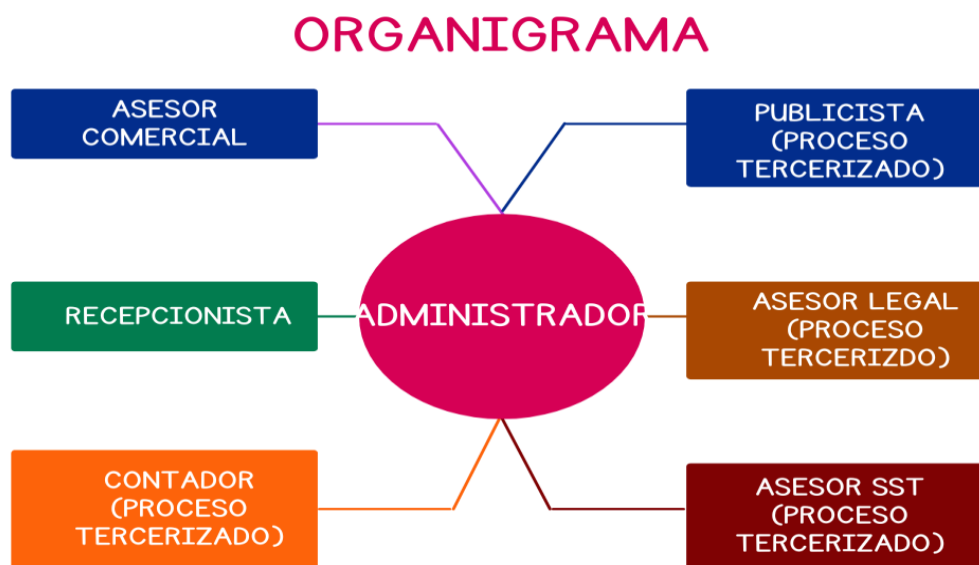 ORGANIGRAMA
ASESOR
COMERCIAL
PUBLICISTA
(PROCESO
TERCERIZADO)
RECEPCIONISTA
ADMINISTRADOR
ASESOR LEGAL
(PROCESO
TERCERIZDO)
CONTADOR
(PROCESO
TERCERIZADO)
ASESOR SST
(PROCESO
TERCERIZADO)